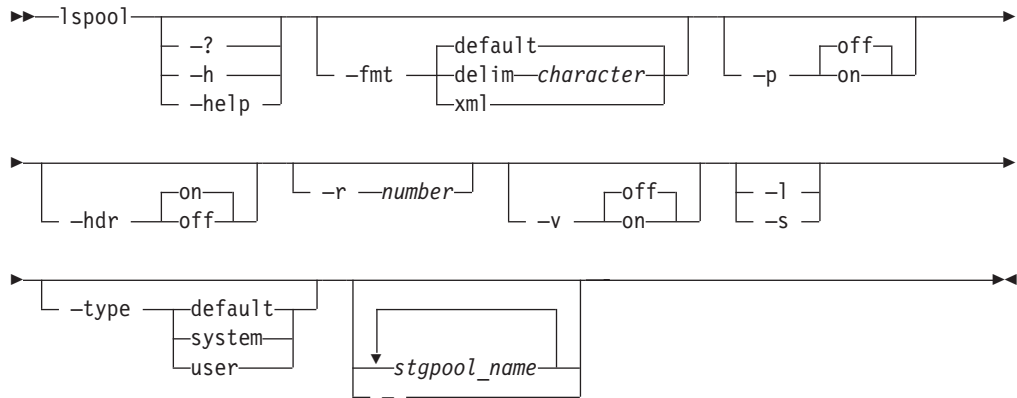 lspool
–?
–h
–help
–fmt
default
delim character
xml
–p
off
on
–hdr
on
off
–r number
–v
off
on
–l
–s
–type
default
system
user
stgpool_name
–